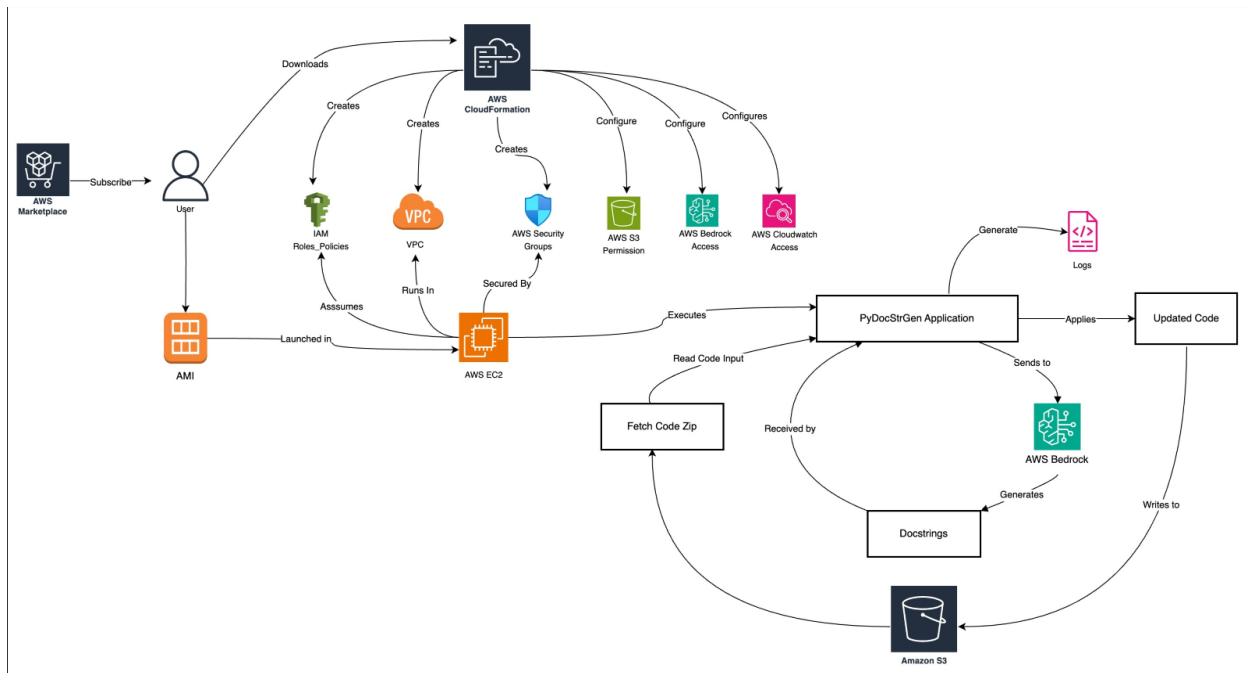 AWS
CloudFormation
Downloads
Creates
Creates
Creates
Configure
Configure
Configures
AWS
Marketplace
Subscribe
User
IAM
Roles_Policies
VPC
VPC
AWS Security
Groups
AWS S3
Permission
AWS Bedrock
Access
AWS Cloudwatch
Access
Generate
Logs
Asssumes
Runs In
Secured By
AMI
Launched in
AWS EC2
Executes
PyDocStrGen Application
Applies
Updated Code
Read Code Input
Sends to
Fetch Code Zip
Received by
AWS Bedrock
Generates
Docstrings
Writes to
Amazon S3